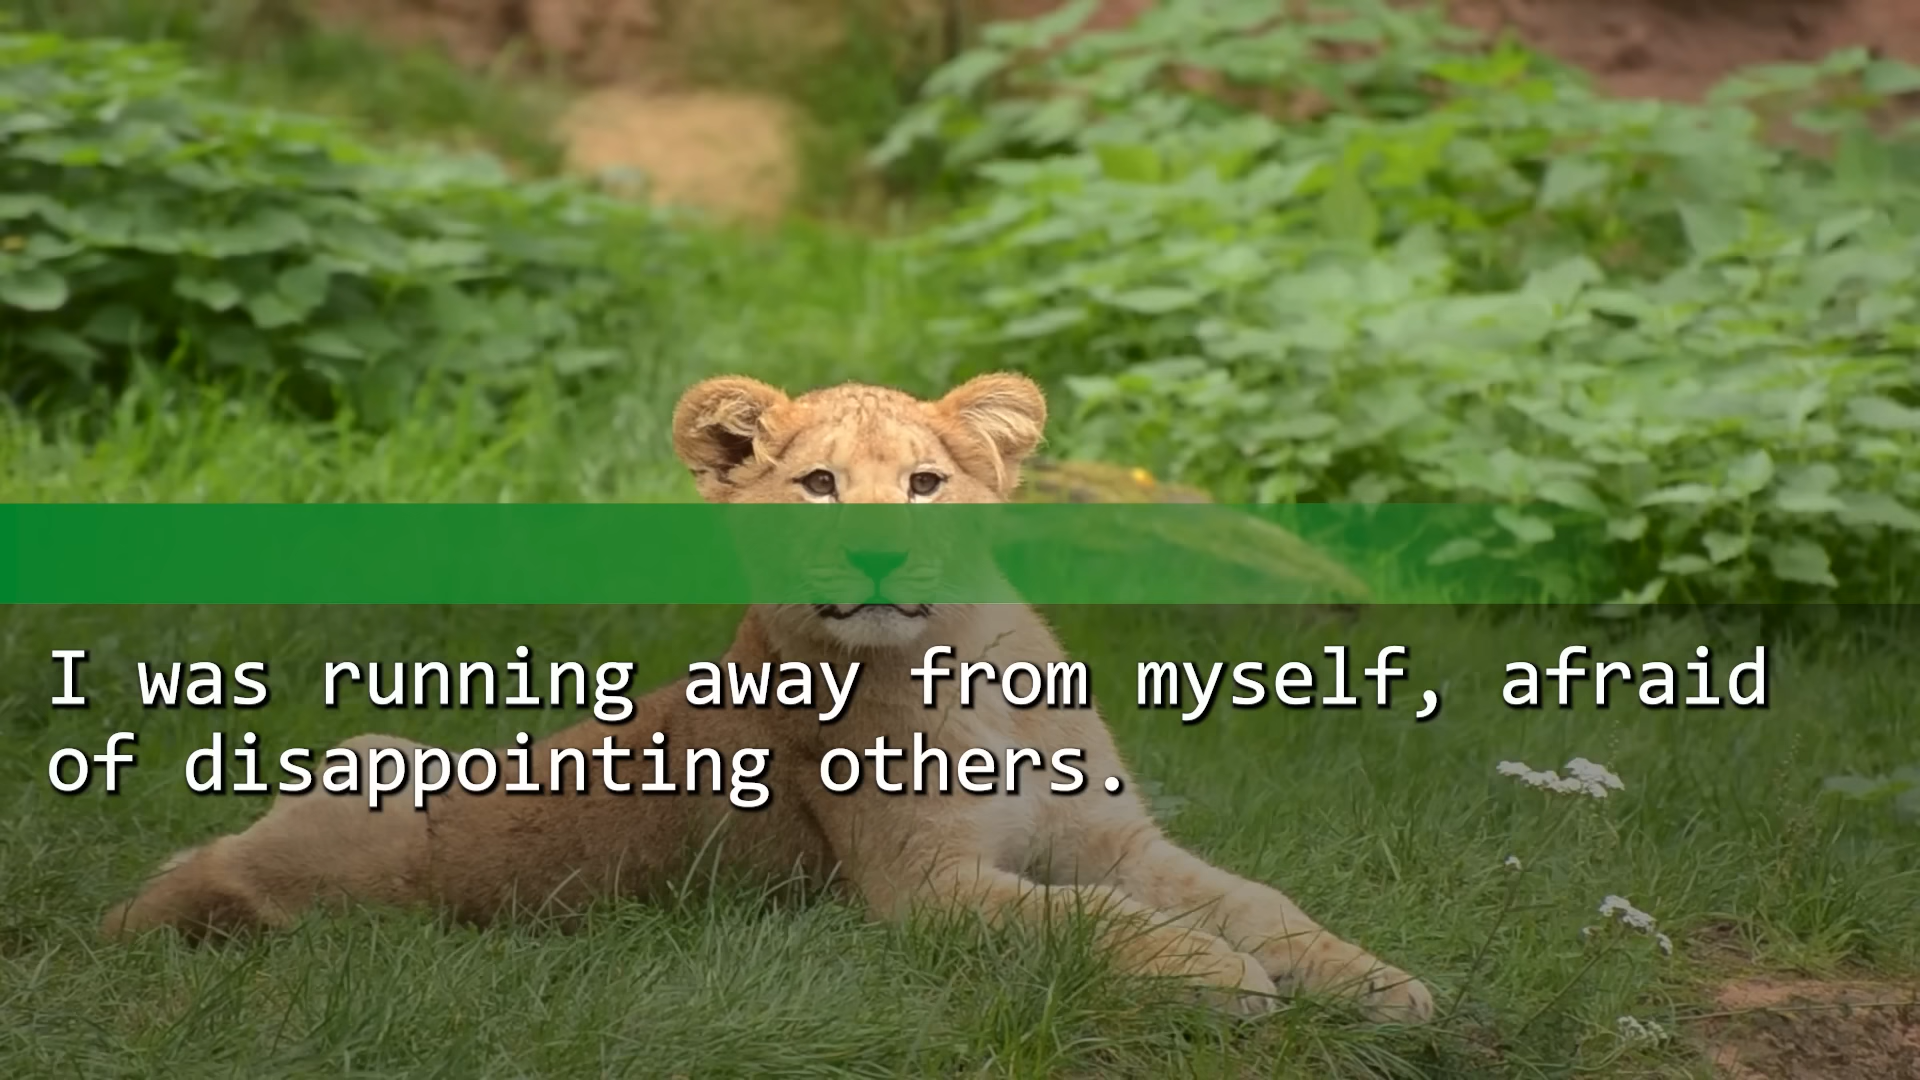 I was running away from myself, afraid
of disappointing others.